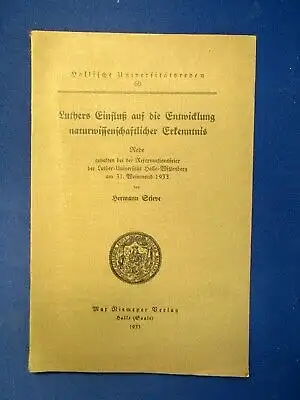 Hallische Universitätsreden
60
Luthers Einfluß auf die Entwicklung
naturwissenschaftlicher Erkenntnis
Rede
gehalten bei der Reformationsfeier
der Luther-Universität Halle-Wittenberg
am 31. Weinmond 1933
von
Hermann Stieve
Max Niemeyer Verlag
Halle (Saale)
1933